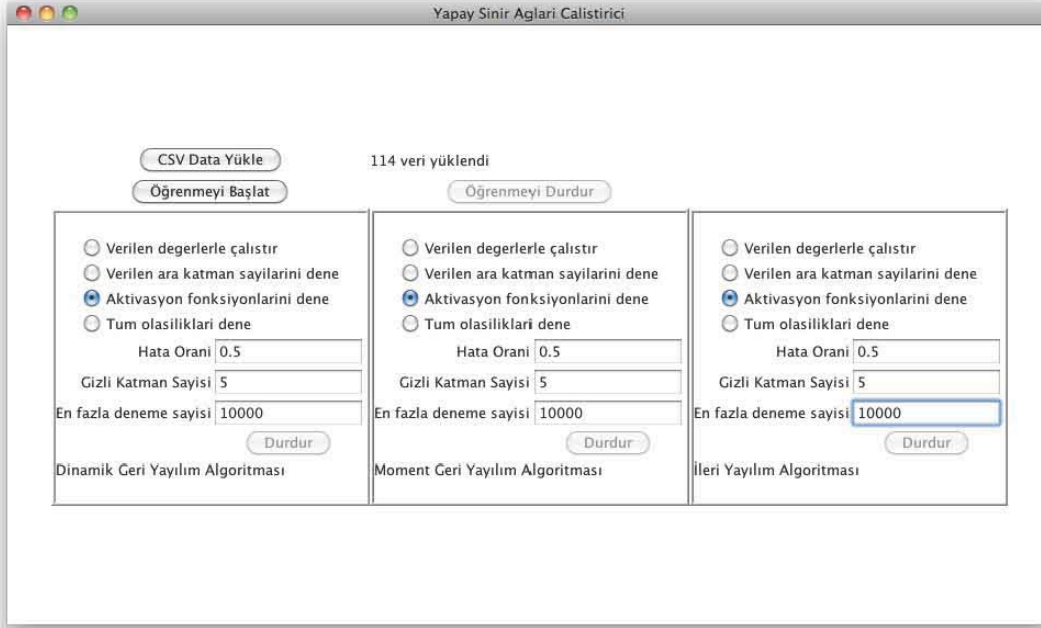 Yapay Sinir Aglari Calistirici
CSV Data Yükle
114 veri yüklendi
Öğrenmeyi Başlat
Öğrenmeyi Durdur
Verilen degerlerle çalıstır
Verilen ara katman sayilarini dene
Aktivasyon fonksiyonlarini dene
Tum olasiliklari dene
Hata Orani 0.5
Gizli Katman Sayisi 5
En fazla deneme sayisi 10000
Durdur
Dinamik Geri Yayılım Algoritması
Verilen degerlerle çalıstır
Verilen ara katman sayilarini dene
Aktivasyon fonksiyonlarini dene
Tum olasiliklari dene
Hata Orani 0.5
Gizli Katman Sayisi 5
En fazla deneme sayisi 10000
Durdur
Moment Geri Yayılım Algoritması
Verilen degerlerle çalıstır
Verilen ara katman sayilarini dene
Aktivasyon fonksiyonlarini dene
Tum olasiliklari dene
Hata Orani 0.5
Gizli Katman Sayisi 5
En fazla deneme sayisi 10000
Durdur
İleri Yayılım Algoritması